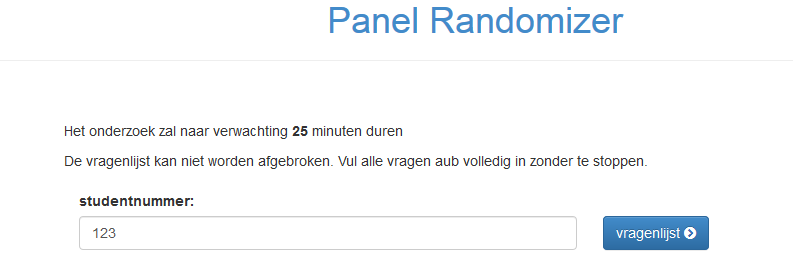 Panel Randomizer
Het onderzoek zal naar verwachting 25 minuten duren
De vragenlijst kan niet worden afgebroken. Vul alle vragen aub volledig in zonder te stoppen.
studentnummer:
123
vragenlijst